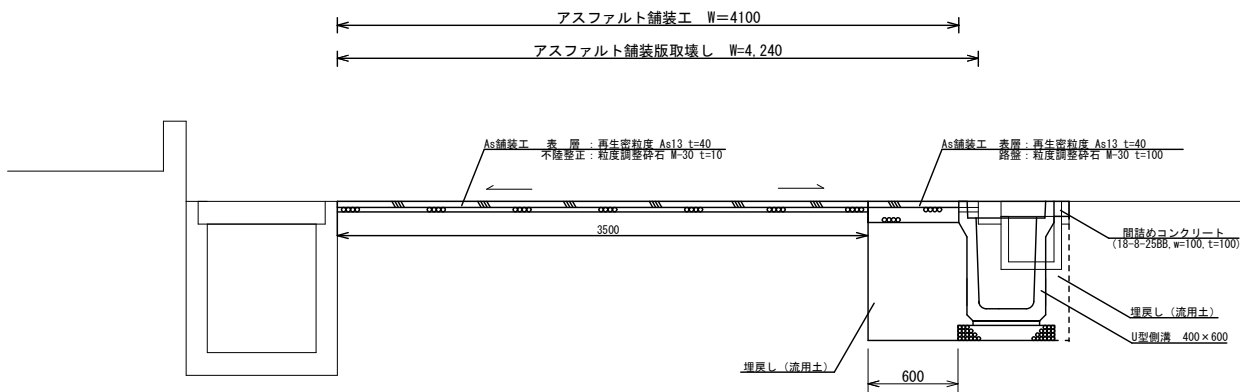 アスファルト舗装工　W＝4100
アスファルト舗装版取壊し　W=4,240
As舗装工　表　層：再生密粒度 As13 t=40
不陸整正：粒度調整砕石 M-30 t=10
As舗装工　表層：再生密粒度 As13 t=40
路盤：粒度調整砕石 M-30 t=100
3500
間詰めコンクリート
(18-8-25BB,w=100,t=100)
埋戻し（流用土）
U型側溝　400×600
埋戻し（流用土）
600